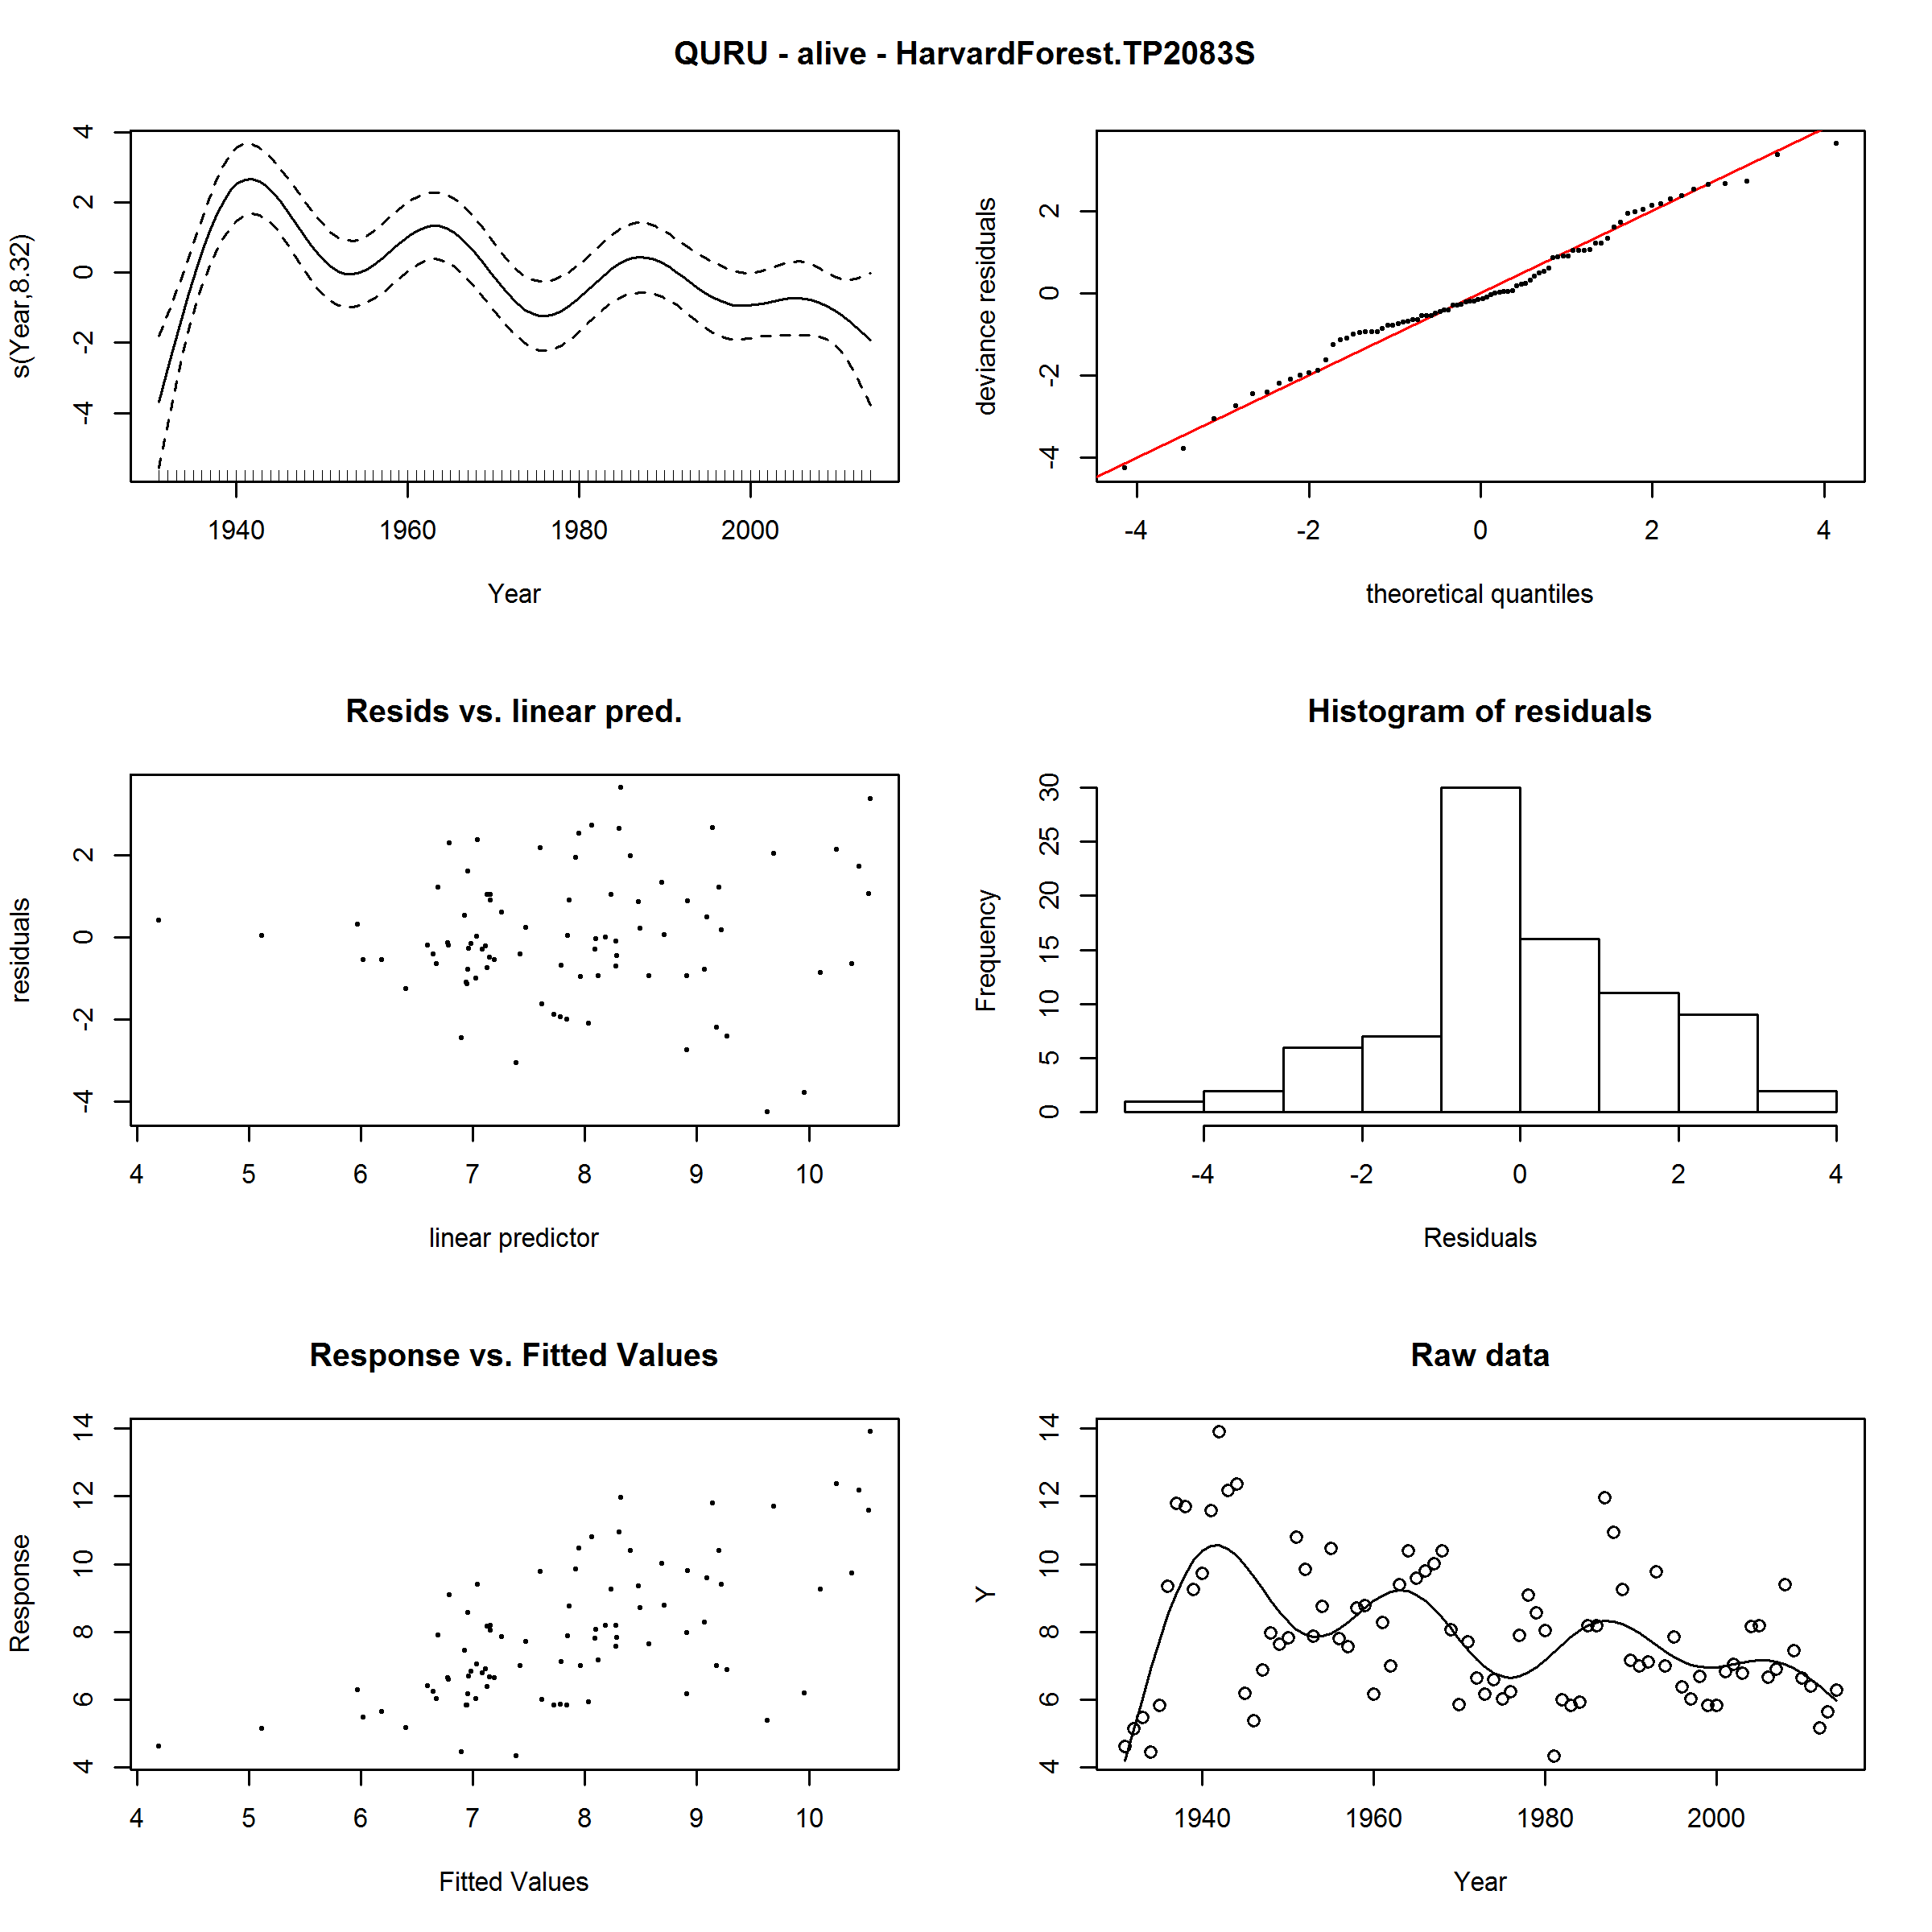 QURU - alive - HarvardForest.TP2083S
s(Year,8.32)
4
2
0
-2
-4
1940 1960 1980 2000
Year
deviance residuals
2
0
-2
-4
-4 -2 0 2 4
theoretical quantiles
Resids vs. linear pred.
residuals
2
0
-2
-4
4 5 6 7 8 9 10
linear predictor
Histogram of residuals
Frequency
30
25
20
15
10
5
0
-4 -2 0 2 4
Residuals
Response vs. Fitted Values
Response
14
12
10
8
6
4
4 5 6 7 8 9 10
Fitted Values
Raw data
Y
14
12
10
8
6
4
1940 1960 1980 2000
Year